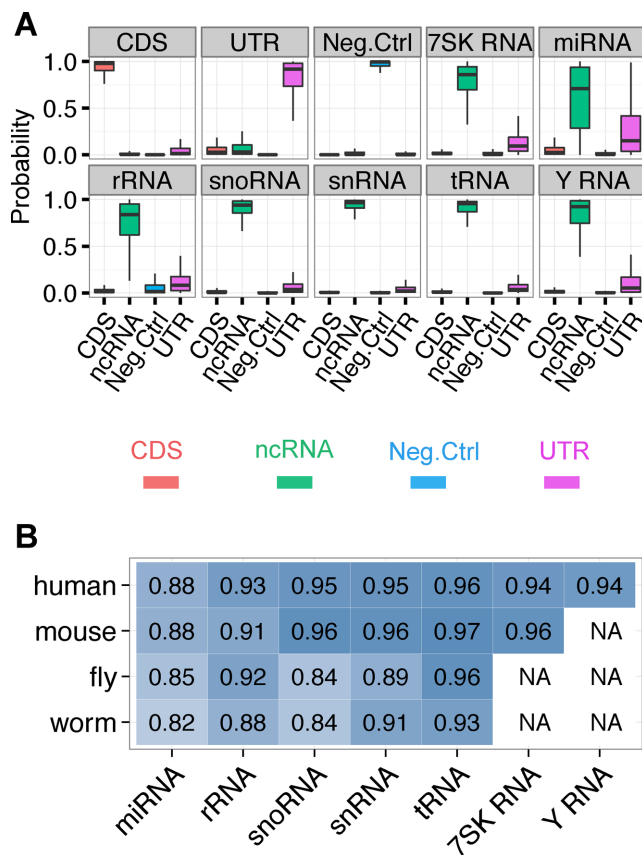 A
CDS UTR Neg.Ctrl 7SK RNA miRNA
Probability
1.0
0.5
0.0
rRNA snoRNA snRNA tRNA Y RNA
1.0
0.5
0.0
CDS ncRNA Neg.Ctrl UTR CDS ncRNA Neg.Ctrl UTR CDS ncRNA Neg.Ctrl UTR CDS ncRNA Neg.Ctrl UTR CDS ncRNA Neg.Ctrl UTR
CDS ncRNA Neg.Ctrl UTR
B
human 0.88 0.93 0.95 0.95 0.96 0.94 0.94
mouse 0.88 0.91 0.96 0.96 0.97 0.96 NA
fly 0.85 0.92 0.84 0.89 0.96 NA NA
worm 0.82 0.88 0.84 0.91 0.93 NA NA
miRNA rRNA snoRNA snRNA tRNA 7SK RNA Y RNA